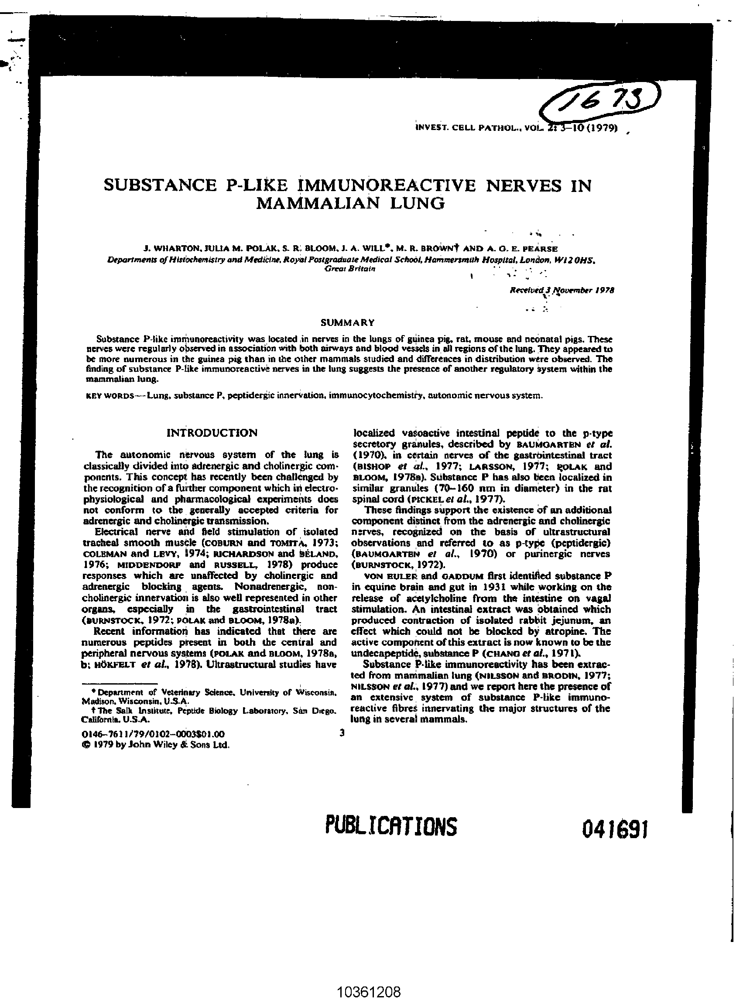 1673
INVEST. CELL PATHOL., VOL. 2: 3–10 (1979)
SUBSTANCE P-LIKE IMMUNOREACTIVE NERVES IN
MAMMALIAN LUNG
J. WHARTON, JULIA M. POLAK, S. R. BLOOM, J. A. WILL*, M. R. BROWN† AND A. G. E. PEARSE
Departments of Histochemistry and Medicine, Royal Postgraduate Medical School, Hammersmith Hospital, London, W12 0HS,
Great Britain
Received 3 November 1978
SUMMARY
Substance P-like immunoreactivity was located in nerves in the lungs of guinea pig, rat, mouse and neonatal pigs. These
nerves were regularly observed in association with both airways and blood vessels in all regions of the lung. They appeared to
be more numerous in the guinea pig than in the other mammals studied and differences in distribution were observed. The
finding of substance P-like immunoreactive nerves in the lung suggests the presence of another regulatory system within the
mammalian lung.
KEY WORDS—Lung, substance P, peptidergic innervation, immunocytochemistry, autonomic nervous system.
INTRODUCTION
The autonomic nervous system of the lung is
classically divided into adrenergic and cholinergic com-
ponents. This concept has recently been challenged by
the recognition of a further component which in electro-
physiological and pharmacological experiments does
not conform to the generally accepted criteria for
adrenergic and cholinergic transmission.
Electrical nerve and field stimulation of isolated
tracheal smooth muscle (COBURN and TOMITA, 1973;
COLEMAN and LEVY, 1974; RICHARDSON and BÉLAND,
1976; MIDDENDORF and RUSSELL, 1978) produce
responses which are unaffected by cholinergic and
adrenergic blocking agents. Nonadrenergic, non-
cholinergic innervation is also well represented in other
organs, especially in the gastrointestinal tract
(BURNSTOCK, 1972; POLAK and BLOOM, 1978a).
Recent information has indicated that there are
numerous peptides present in both the central and
peripheral nervous systems (POLAK and BLOOM, 1978a,
b; HÖKFELT et al., 1978). Ultrastructural studies have
* Department of Veterinary Science, University of Wisconsin,
Madison, Wisconsin, U.S.A.
† The Salk Institute, Peptide Biology Laboratory, San Diego,
California, U.S.A.
0146–7611/79/0102–0003$01.00
© 1979 by John Wiley & Sons Ltd.
localized vasoactive intestinal peptide to the p-type
secretory granules, described by BAUMGARTEN et al.
(1970), in certain nerves of the gastrointestinal tract
(BISHOP et al., 1977; LARSSON, 1977; POLAK and
BLOOM, 1978a). Substance P has also been localized in
similar granules (70–160 nm in diameter) in the rat
spinal cord (PICKEL et al., 1977).
These findings support the existence of an additional
component distinct from the adrenergic and cholinergic
nerves, recognized on the basis of ultrastructural
observations and referred to as p-type (peptidergic)
(BAUMGARTEN et al., 1970) or purinergic nerves
(BURNSTOCK, 1972).
VON EULER and GADDUM first identified substance P
in equine brain and gut in 1931 while working on the
release of acetylcholine from the intestine on vagal
stimulation. An intestinal extract was obtained which
produced contraction of isolated rabbit jejunum, an
effect which could not be blocked by atropine. The
active component of this extract is now known to be the
undecapeptide, substance P (CHANG et al., 1971).
Substance P-like immunoreactivity has been extrac-
ted from mammalian lung (NILSSON and BRODIN, 1977;
NILSSON et al., 1977) and we report here the presence of
an extensive system of substance P-like immuno-
reactive fibres innervating the major structures of the
lung in several mammals.
3
PUBLICATIONS
041691
10361208